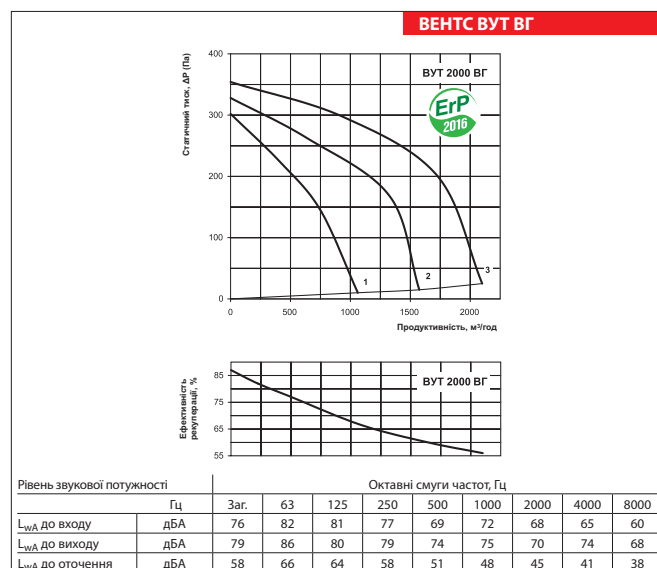 ВЕНТС ВУТ ВГ
Статичний тиск, ΔP (Па)
400
300
200
100
0
ВУТ 2000 ВГ
ErP
2016
1
2
3
0 500 1000 1500 2000
Продуктивність, м³/год
Ефективність
рекуперації, %
85
75
65
55
ВУТ 2000 ВГ
Рівень звукової потужності Октавні смуги частот, Гц
Гц Заг. 63 125 250 500 1000 2000 4000 8000
LwA до входу дБА 76 82 81 77 69 72 68 65 60
LwA до виходу дБА 79 86 80 79 74 75 70 74 68
LwA до оточення дБА 58 66 64 58 51 48 45 41 38